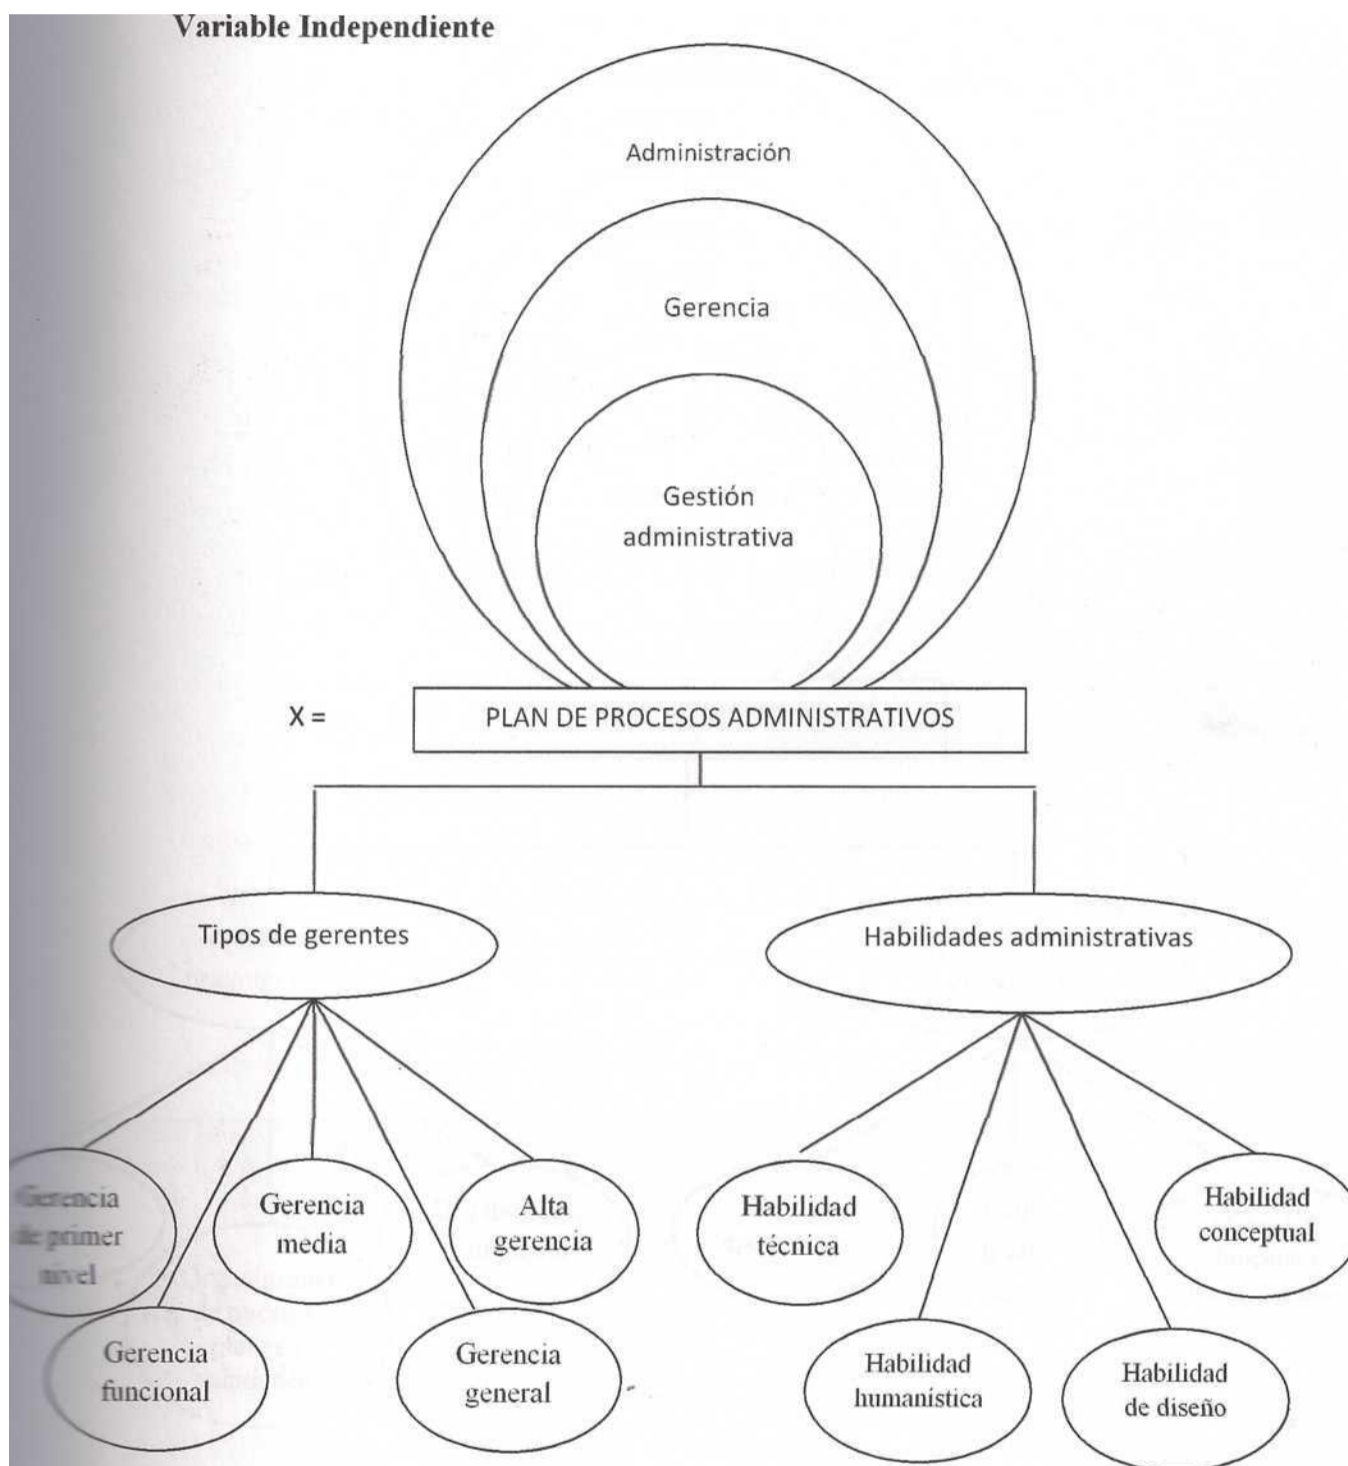 Variable Independiente
Administración
Gerencia
Gestión
administrativa
X =
PLAN DE PROCESOS ADMINISTRATIVOS
Tipos de gerentes
Habilidades administrativas
Gerencia
de primer
nivel
Gerencia
media
Alta
gerencia
Habilidad
técnica
Habilidad
conceptual
Gerencia
funcional
Gerencia
general
Habilidad
humanística
Habilidad
de diseño